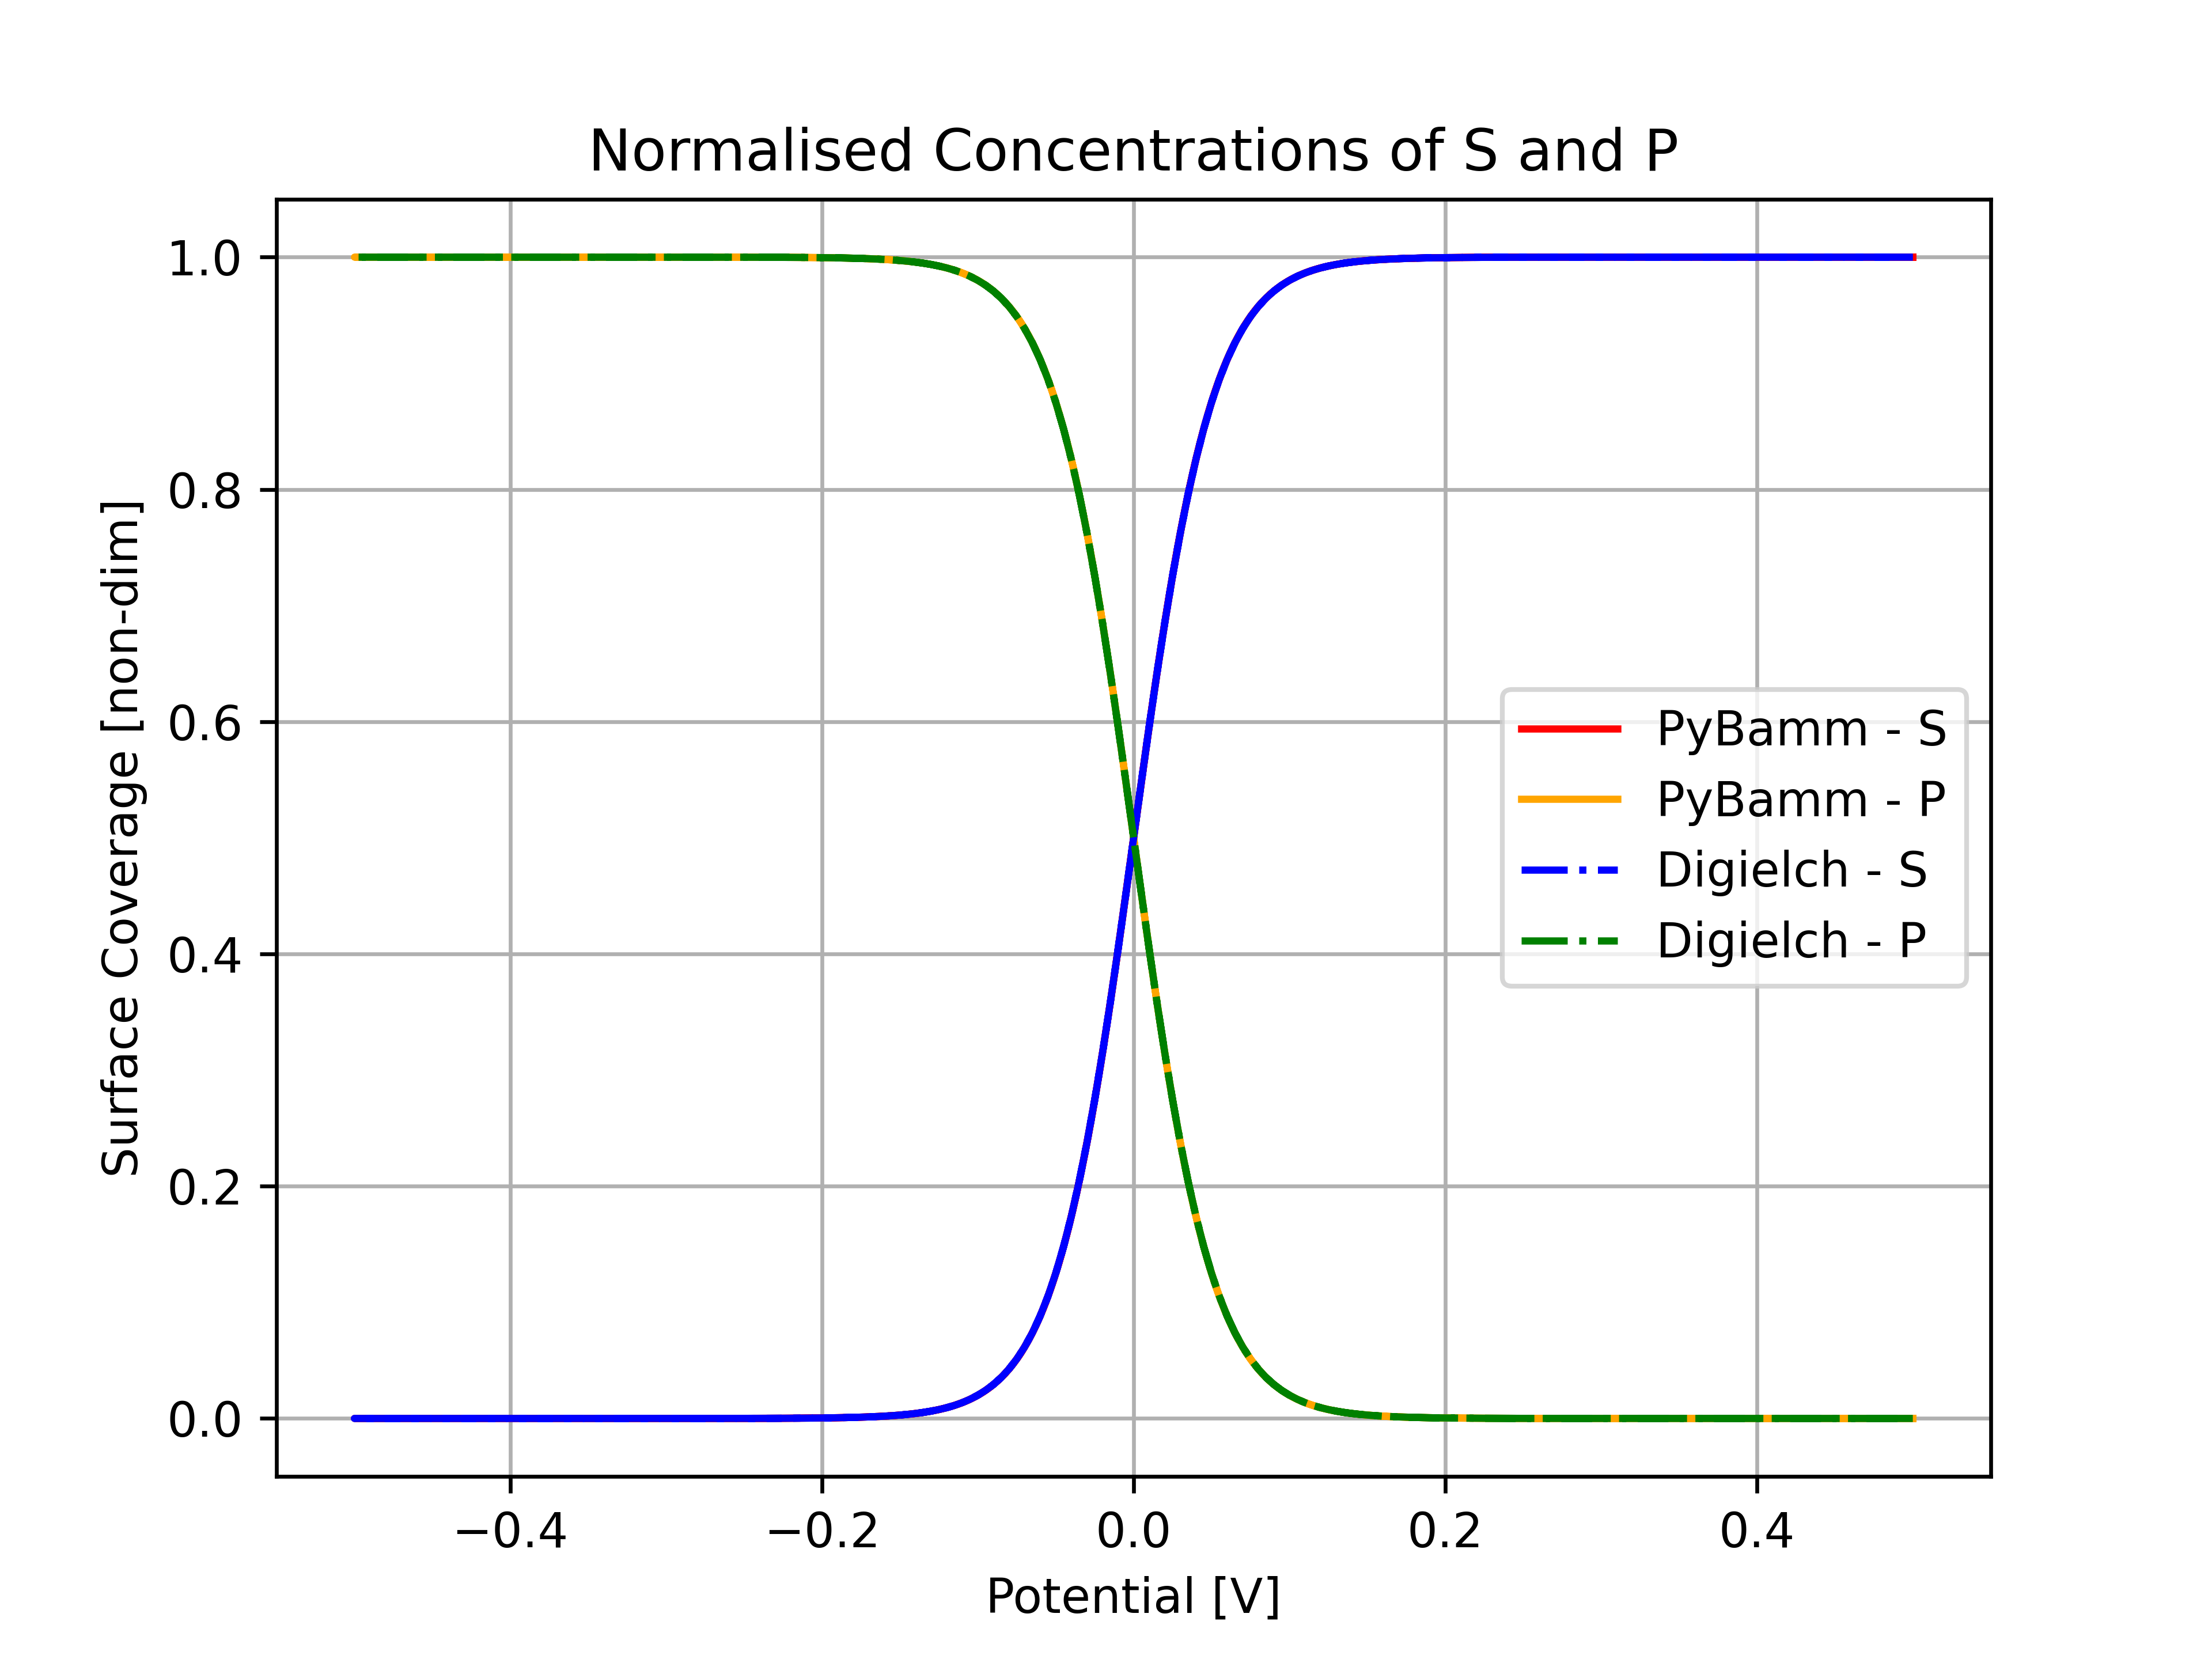 Normalised Concentrations of S and P
Surface Coverage [non-dim]
1.0
0.8
0.6
0.4
0.2
0.0
−0.4
−0.2
0.0
0.2
0.4
Potential [V]
PyBamm - S
PyBamm - P
Digielch - S
Digielch - P